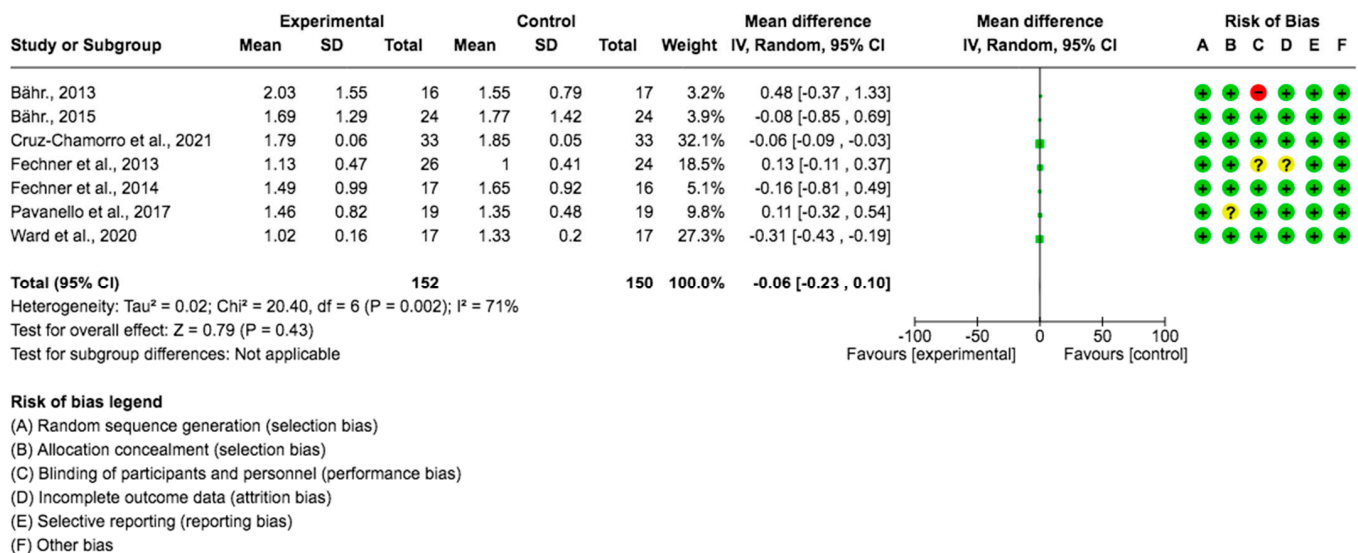 Experimental Control Mean difference Mean difference Risk of Bias
Study or Subgroup Mean SD Total Mean SD Total Weight IV, Random, 95% CI IV, Random, 95% CI A B C D E F
Bähr., 2013 2.03 1.55 16 1.55 0.79 17 3.2% 0.48 [-0.37 , 1.33] + + − + + +
Bähr., 2015 1.69 1.29 24 1.77 1.42 24 3.9% -0.08 [-0.85 , 0.69] + + + + + +
Cruz-Chamorro et al., 2021 1.79 0.06 33 1.85 0.05 33 32.1% -0.06 [-0.09 , -0.03] + + + + + +
Fechner et al., 2013 1.13 0.47 26 1 0.41 24 18.5% 0.13 [-0.11 , 0.37] + + ? ? + +
Fechner et al., 2014 1.49 0.99 17 1.65 0.92 16 5.1% -0.16 [-0.81 , 0.49] + + + + + +
Pavanello et al., 2017 1.46 0.82 19 1.35 0.48 19 9.8% 0.11 [-0.32 , 0.54] + ? + + + +
Ward et al., 2020 1.02 0.16 17 1.33 0.2 17 27.3% -0.31 [-0.43 , -0.19] + + + + + +
Total (95% CI) 152 150 100.0% -0.06 [-0.23 , 0.10]
Heterogeneity: Tau² = 0.02; Chi² = 20.40, df = 6 (P = 0.002); I² = 71%
Test for overall effect: Z = 0.79 (P = 0.43)
-100 -50 0 50 100
Test for subgroup differences: Not applicable Favours [experimental] Favours [control]
Risk of bias legend
(A) Random sequence generation (selection bias)
(B) Allocation concealment (selection bias)
(C) Blinding of participants and personnel (performance bias)
(D) Incomplete outcome data (attrition bias)
(E) Selective reporting (reporting bias)
(F) Other bias